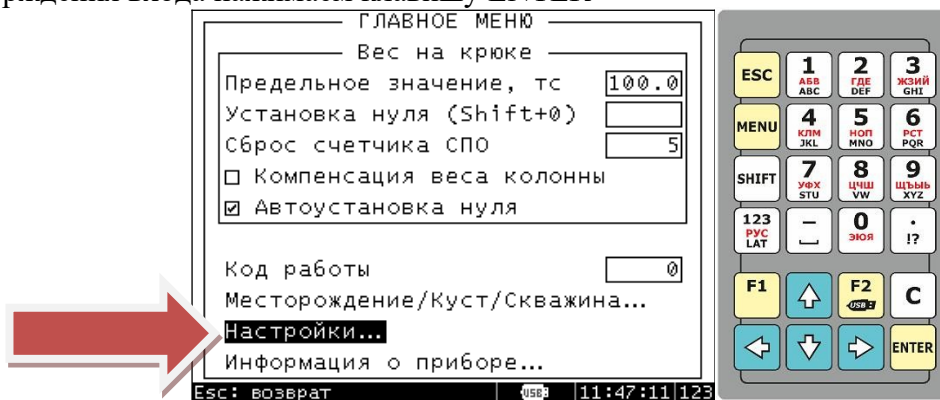 ГЛАВНОЕ МЕНЮ
Вес на крюке
Предельное значение, тс 100.0
Установка нуля (Shift+0)
Сброс счетчика СПО 5
Компенсация веса колонны
Автоустановка нуля
Код работы 0
Месторождение/Куст/Скважина...
Настройки...
Информация о приборе...
Esc: возврат USB 11:47:11 123
ESC 1 АБВ ABC 2 ГДЕ DEF 3 ЖЗИЙ GHI
MENU 4 КЛМ JKL 5 НОП MNO 6 РСТ PQR
SHIFT 7 УФХ STU 8 ЦЧШ VW 9 ЩЪЫЬ XYZ
123 РУС LAT – 0 ЭЮЯ . !?
F1 F2 USB C
ENTER